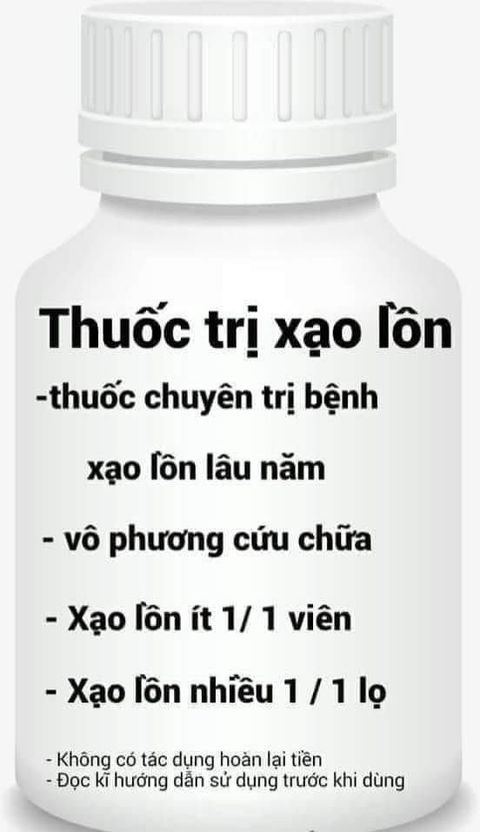 Thuốc trị xạo lồn
-thuốc chuyên trị bệnh
xạo lồn lâu năm
- vô phương cứu chữa
- Xạo lồn ít 1/ 1 viên
- Xạo lồn nhiều 1 / 1 lọ
- Không có tác dụng hoàn lại tiền
- Đọc kĩ hướng dẫn sử dụng trước khi dùng